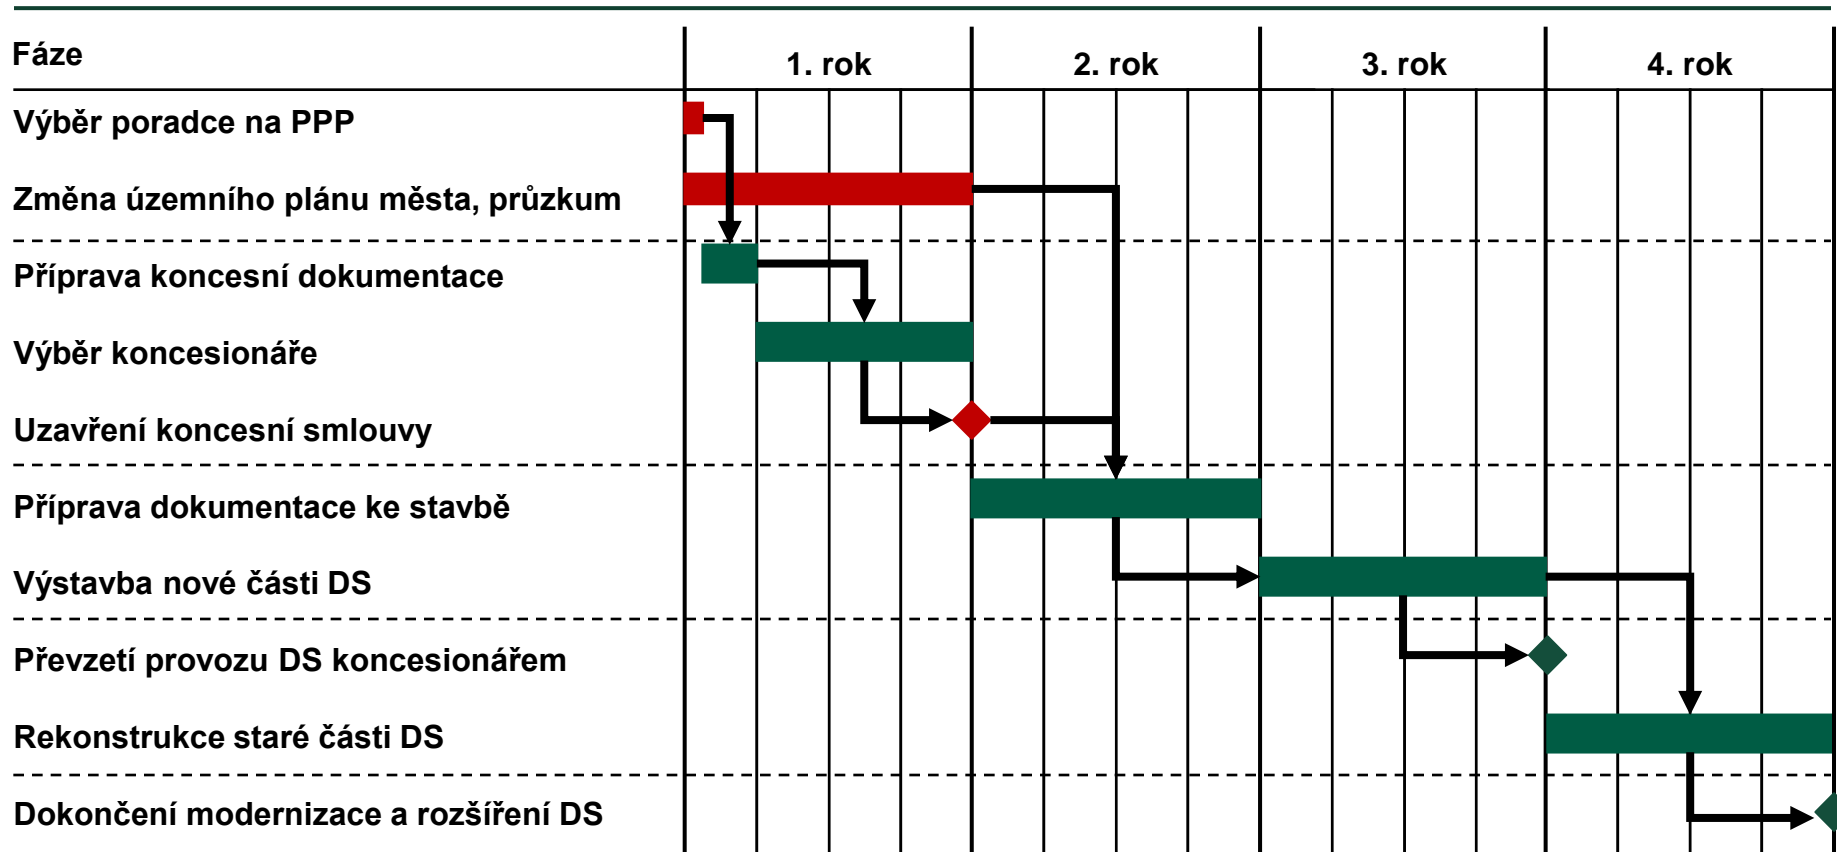 Fáze
1. rok
2. rok
3. rok
4. rok
Výběr poradce na PPP
Změna územního plánu města, průzkum
Příprava koncesní dokumentace
Výběr koncesionáře
Uzavření koncesní smlouvy
Příprava dokumentace ke stavbě
Výstavba nové části DS
Převzetí provozu DS koncesionářem
Rekonstrukce staré části DS
Dokončení modernizace a rozšíření DS